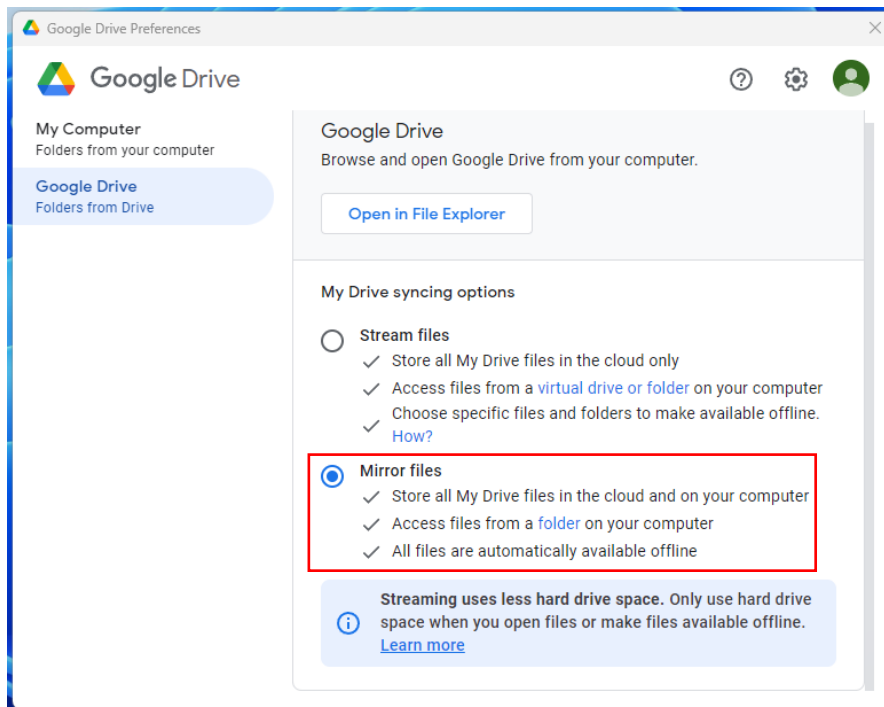 Google Drive Preferences
Google Drive
My Computer
Folders from your computer
Google Drive
Folders from Drive
Google Drive
Browse and open Google Drive from your computer.
Open in File Explorer
My Drive syncing options
Stream files
Store all My Drive files in the cloud only
Access files from a virtual drive or folder on your computer
Choose specific files and folders to make available offline.
How?
Mirror files
Store all My Drive files in the cloud and on your computer
Access files from a folder on your computer
All files are automatically available offline
Streaming uses less hard drive space. Only use hard drive
space when you open files or make files available offline.
Learn more